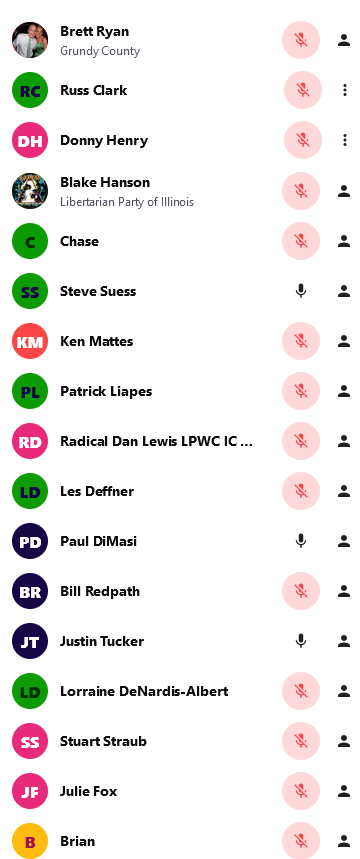 Brett Ryan
Grundy County
RC Russ Clark
DH Donny Henry
Blake Hanson
Libertarian Party of Illinois
C Chase
SS Steve Suess
KM Ken Mattes
PL Patrick Liapes
RD Radical Dan Lewis LPWC IC ...
LD Les Deffner
PD Paul DiMasi
BR Bill Redpath
JT Justin Tucker
LD Lorraine DeNardis-Albert
SS Stuart Straub
JF Julie Fox
B Brian